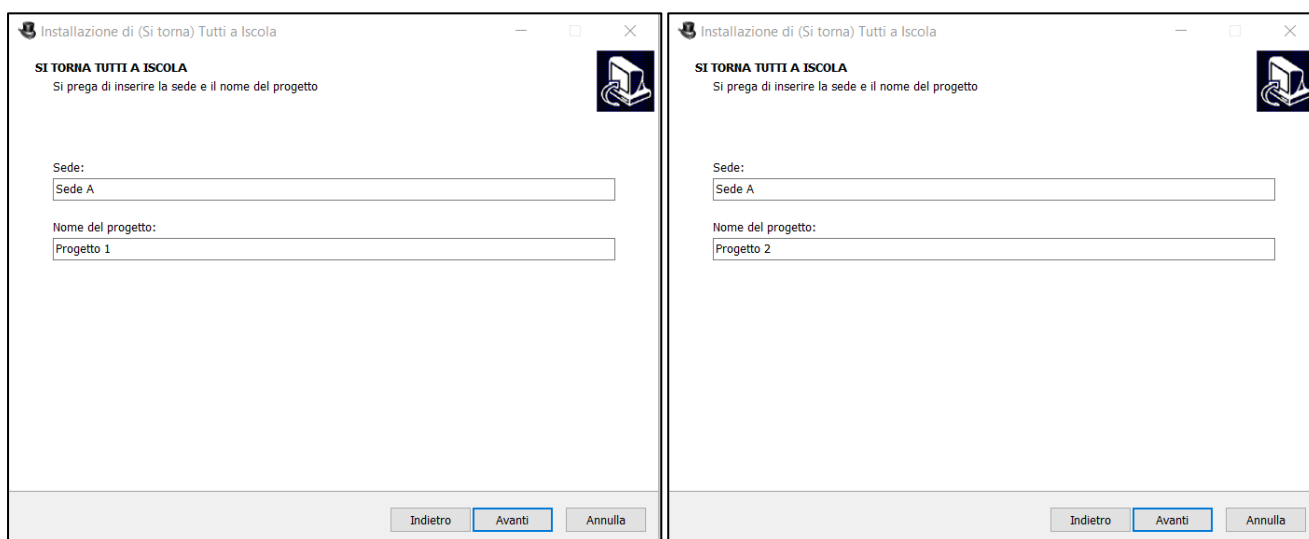 Installazione di (Si torna) Tutti a Iscola
SI TORNA TUTTI A ISCOLA
Si prega di inserire la sede e il nome del progetto
Sede:
Sede A
Nome del progetto:
Progetto 1
Indietro
Avanti
Annulla
Installazione di (Si torna) Tutti a Iscola
SI TORNA TUTTI A ISCOLA
Si prega di inserire la sede e il nome del progetto
Sede:
Sede A
Nome del progetto:
Progetto 2
Indietro
Avanti
Annulla